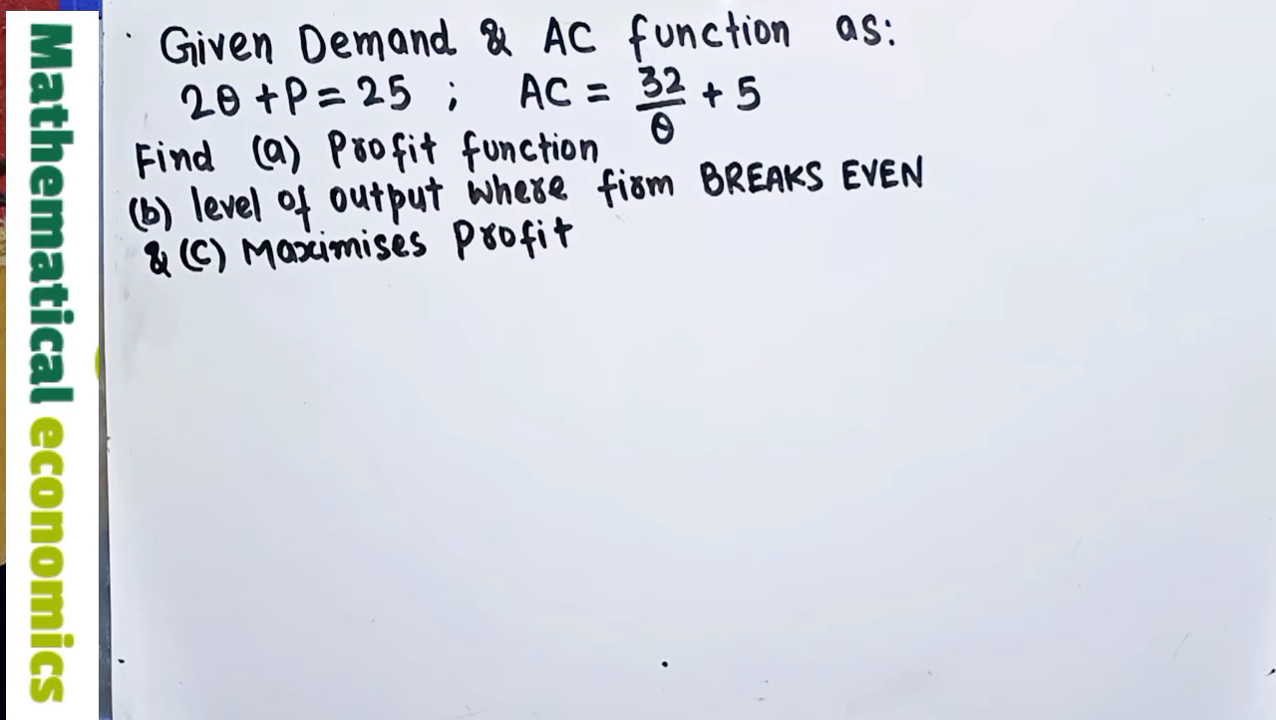 Mathematical economics
Given Demand & AC function as:
2θ + P = 25 ; AC = 32/θ + 5
Find (a) Profit function
(b) level of output where firm BREAKS EVEN
& (C) Maximises Profit